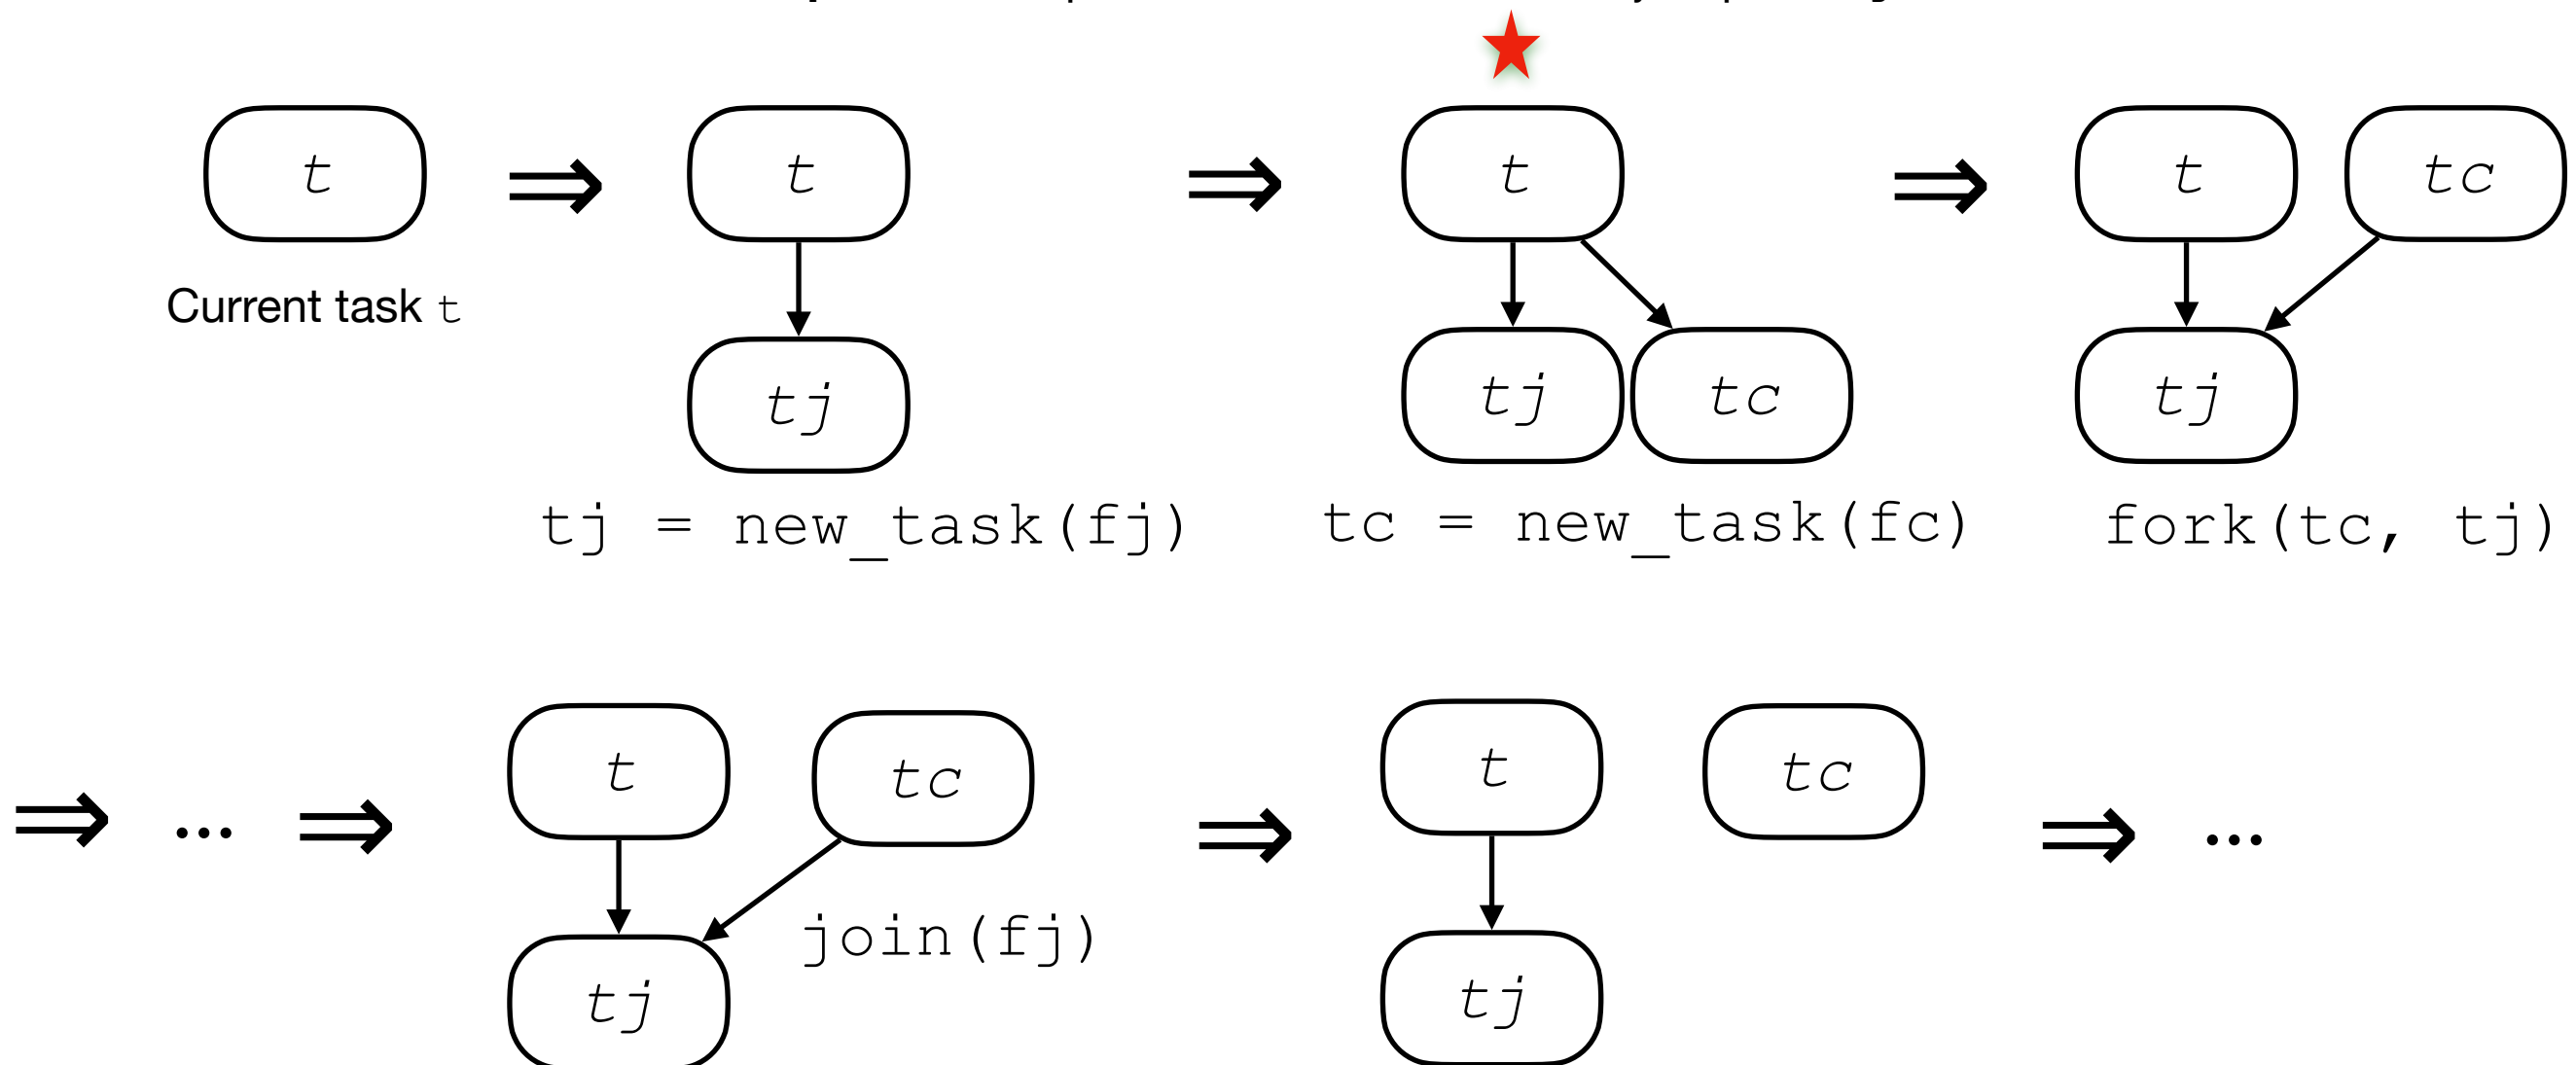 t
t
t
t
tc
Current task t
tj
tj
tc
tj
tj = new_task(fj)
tc = new_task(fc)
fork(tc, tj)
...
t
tc
t
tc
...
join(fj)
tj
tj